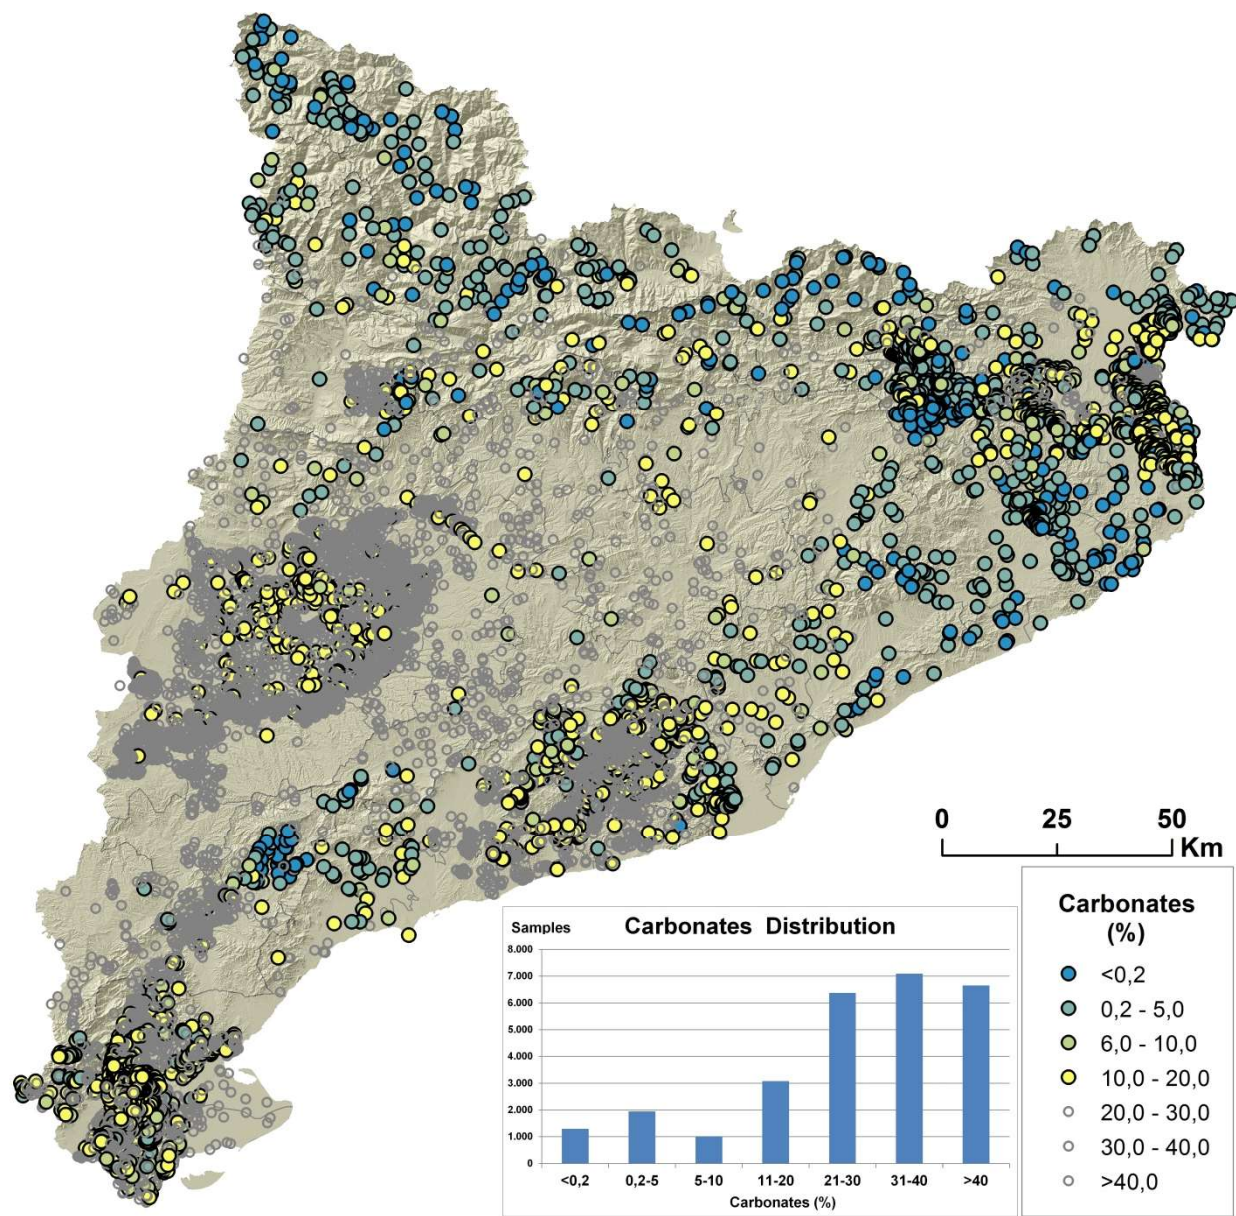 0 25 50
Km
Carbonates
(%)
<0,2
0,2 - 5,0
6,0 - 10,0
10,0 - 20,0
20,0 - 30,0
30,0 - 40,0
>40,0
Samples Carbonates Distribution
8.000
7.000
6.000
5.000
4.000
3.000
2.000
1.000
0
<0,2 0,2-5 5-10 11-20 21-30 31-40 >40
Carbonates (%)